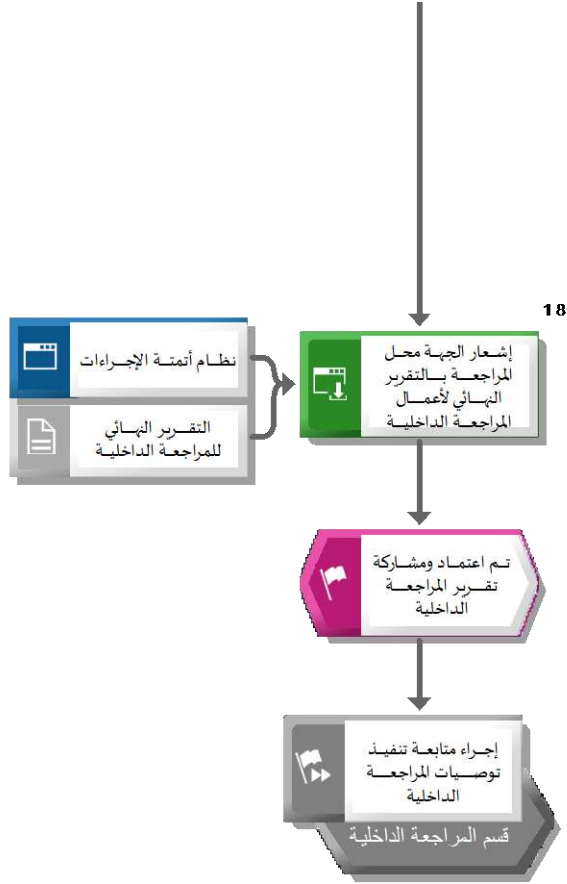 18
إشعار الجهة محل
المراجعة بالتقرير
النهائي لأعمال
المراجعة الداخلية
نظام أتمتة الإجراءات
التقرير النهائي
للمراجعة الداخلية
تم اعتماد ومشاركة
تقرير المراجعة
الداخلية
إجراء متابعة تنفيذ
توصيات المراجعة
الداخلية
قسم المراجعة الداخلية